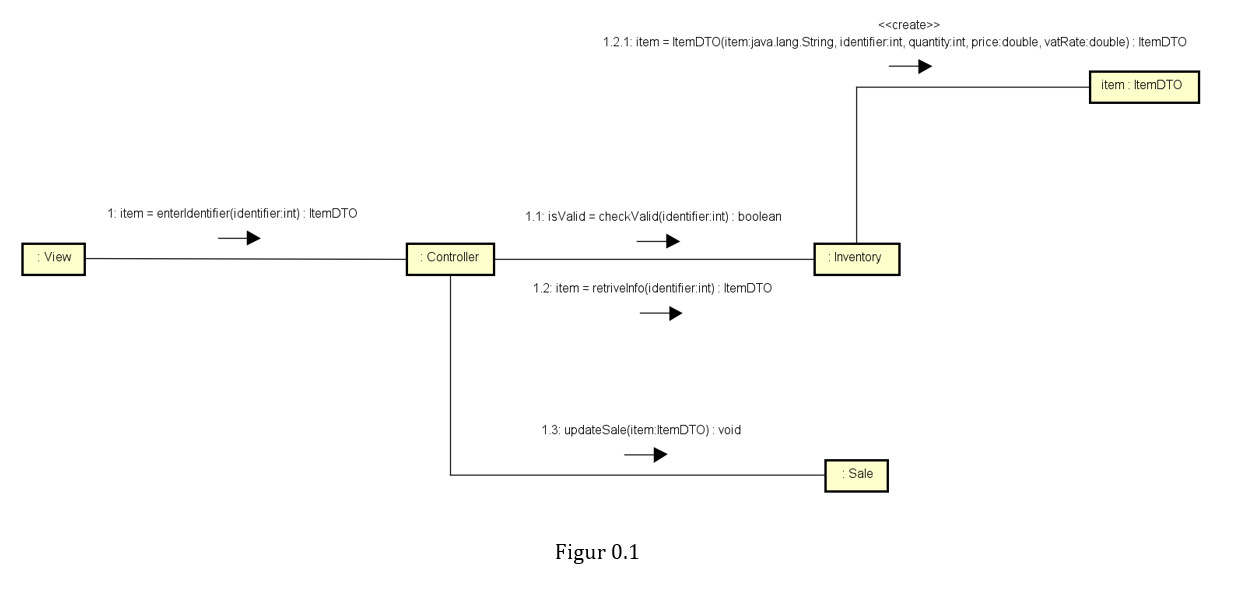 <<create>>
1.2.1: item = ItemDTO(item:java.lang.String, identifier:int, quantity:int, price:double, vatRate:double) : ItemDTO
item : ItemDTO
1: item = enterIdentifier(identifier:int) : ItemDTO
1.1: isValid = checkValid(identifier:int) : boolean
: View
: Controller
: Inventory
1.2: item = retriveInfo(identifier:int) : ItemDTO
1.3: updateSale(item:ItemDTO) : void
: Sale
Figur 0.1